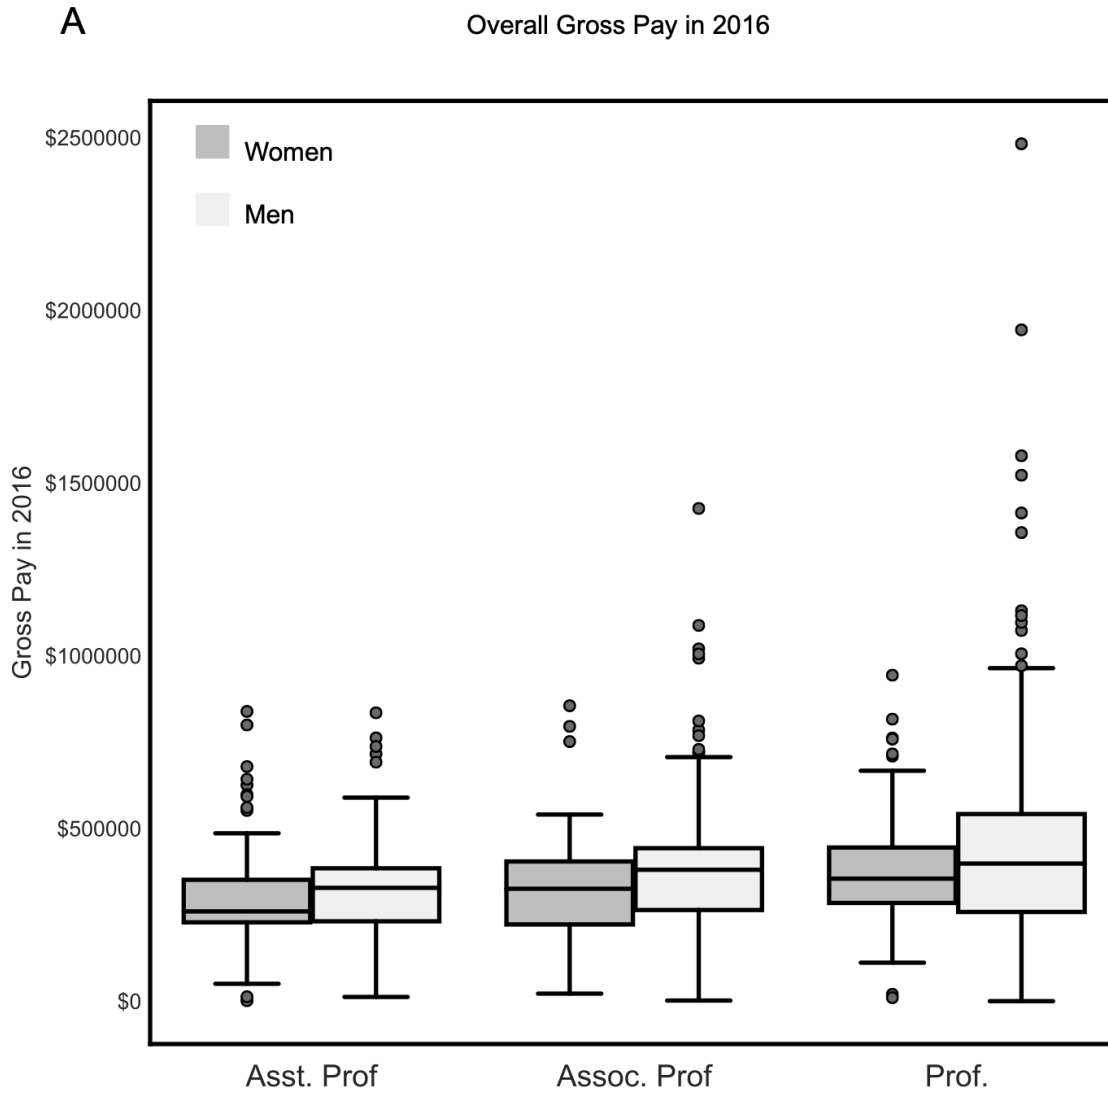 A
Overall Gross Pay in 2016
$2500000
Women
Men
$2000000
$1500000
Gross Pay in 2016
$1000000
$500000
$0
Asst. Prof
Assoc. Prof
Prof.